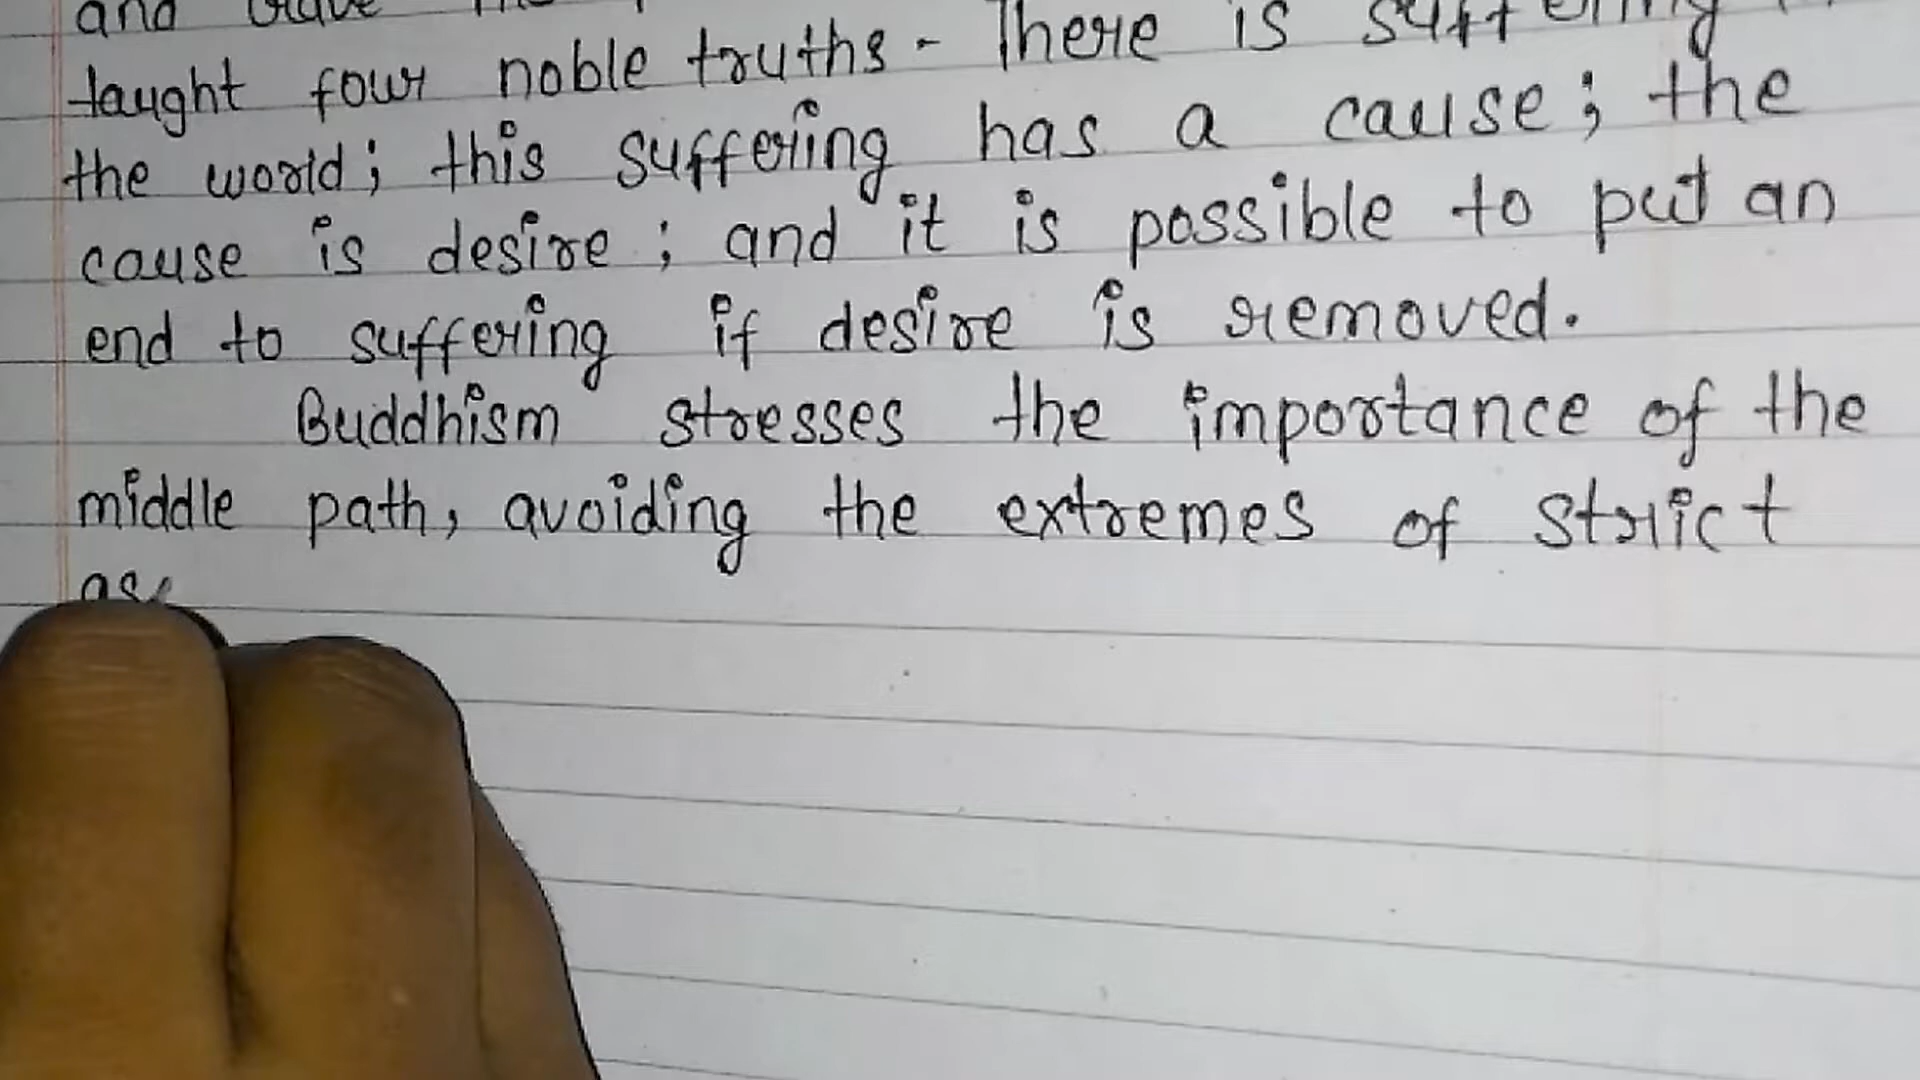 and
taught four noble truths - There is suffering
the world; this suffering has a cause; the
cause is desire; and it is possible to put an
end to suffering if desire is removed.
Buddhism stresses the importance of the
middle path, avoiding the extremes of strict